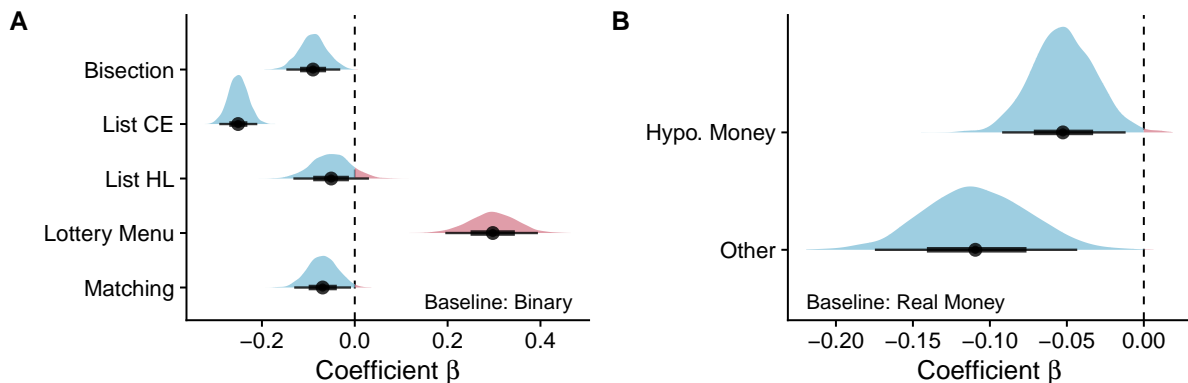 A
Bisection
List CE
List HL
Lottery Menu
Matching
Baseline: Binary
−0.2 0.0 0.2 0.4
Coefficient β
B
Hypo. Money
Other
Baseline: Real Money
−0.20 −0.15 −0.10 −0.05 0.00
Coefficient β